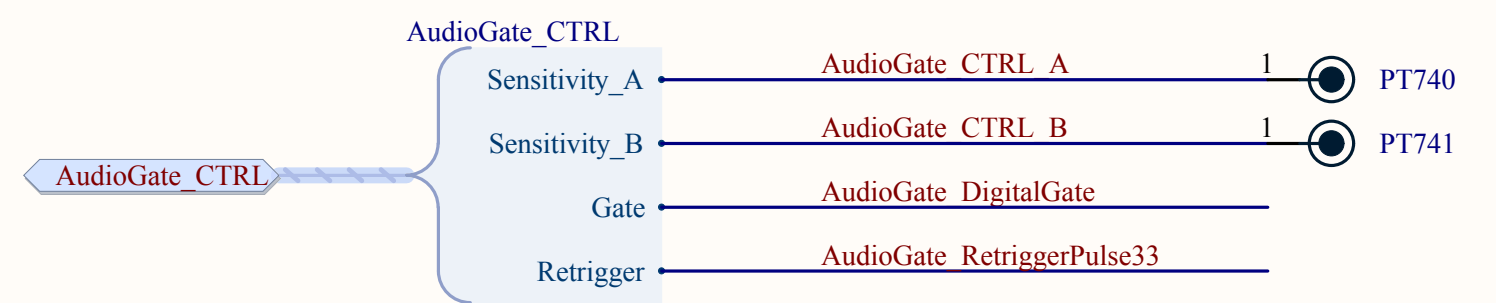 AudioGate_CTRL
Sensitivity_A AudioGate_CTRL_A 1 PT740
Sensitivity_B AudioGate_CTRL_B 1 PT741
AudioGate_CTRL
Gate AudioGate_DigitalGate
Retrigger AudioGate_RetriggerPulse33